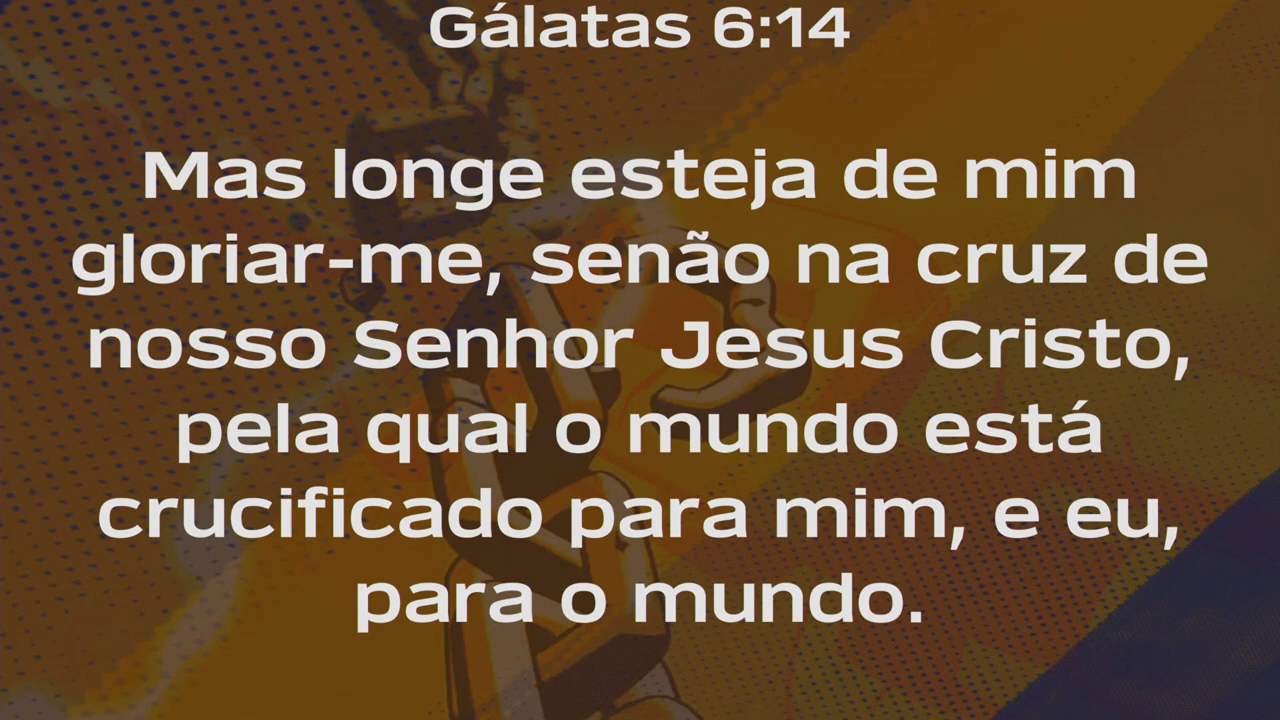 Gálatas 6:14
Mas longe esteja de mim
gloriar-me, senão na cruz de
nosso Senhor Jesus Cristo,
pela qual o mundo está
crucificado para mim, e eu,
para o mundo.